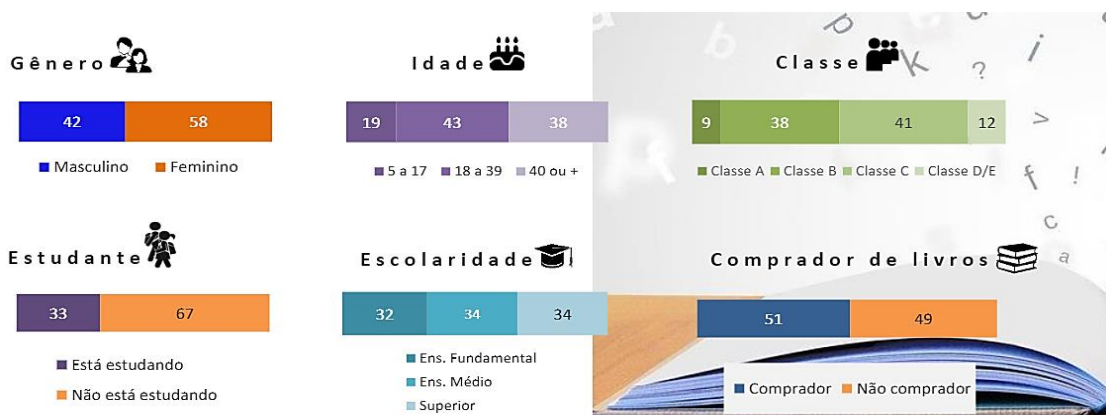 Gênero
42 58
Masculino Feminino
Idade
19 43 38
5 a 17 18 a 39 40 ou +
Classe
9 38 41 12
Classe A Classe B Classe C Classe D/E
Estudante
33 67
Está estudando
Não está estudando
Escolaridade
32 34 34
Ens. Fundamental
Ens. Médio
Superior
Comprador de livros
51 49
Comprador Não comprador
b
p
k
?
i
>
f
!
c
a